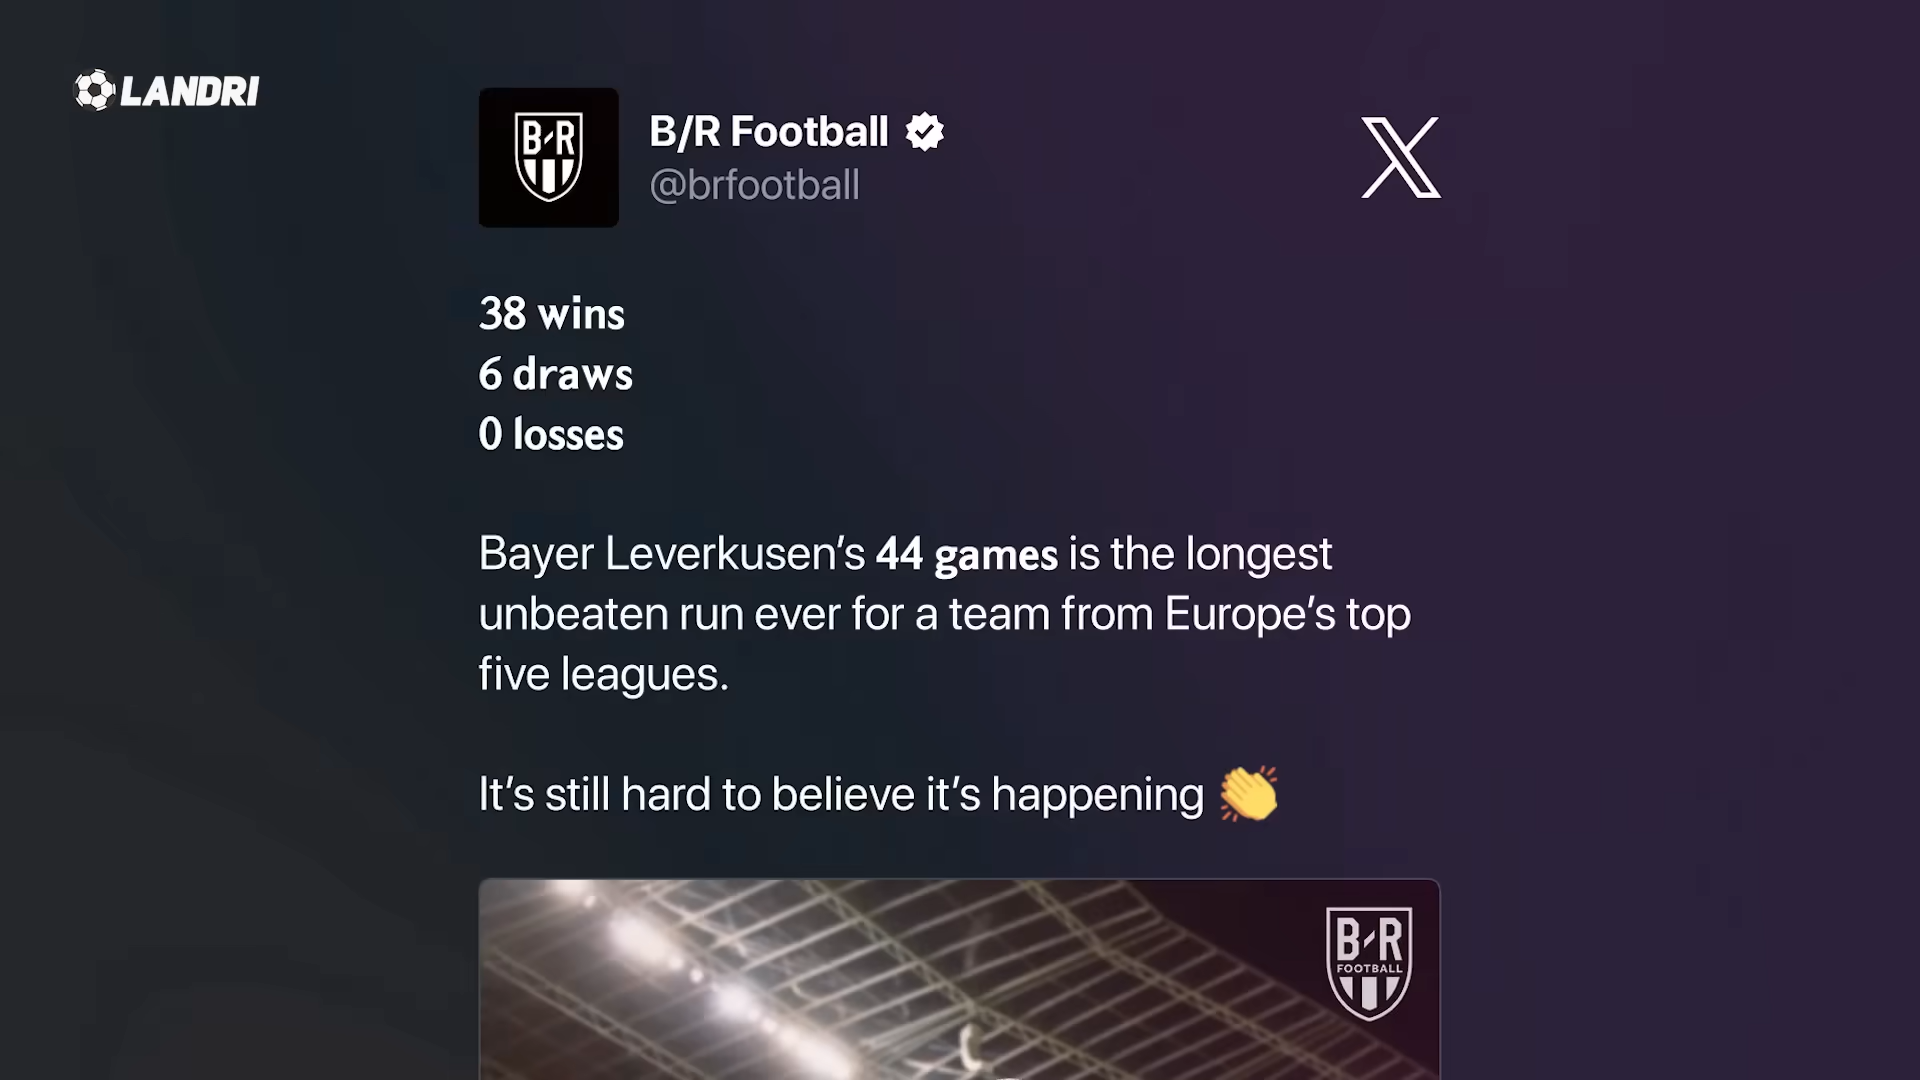 LANDRI
B/R Football
@brfootball
38 wins
6 draws
0 losses
Bayer Leverkusen’s 44 games is the longest
unbeaten run ever for a team from Europe’s top
five leagues.
It’s still hard to believe it’s happening 👏
B/R
FOOTBALL